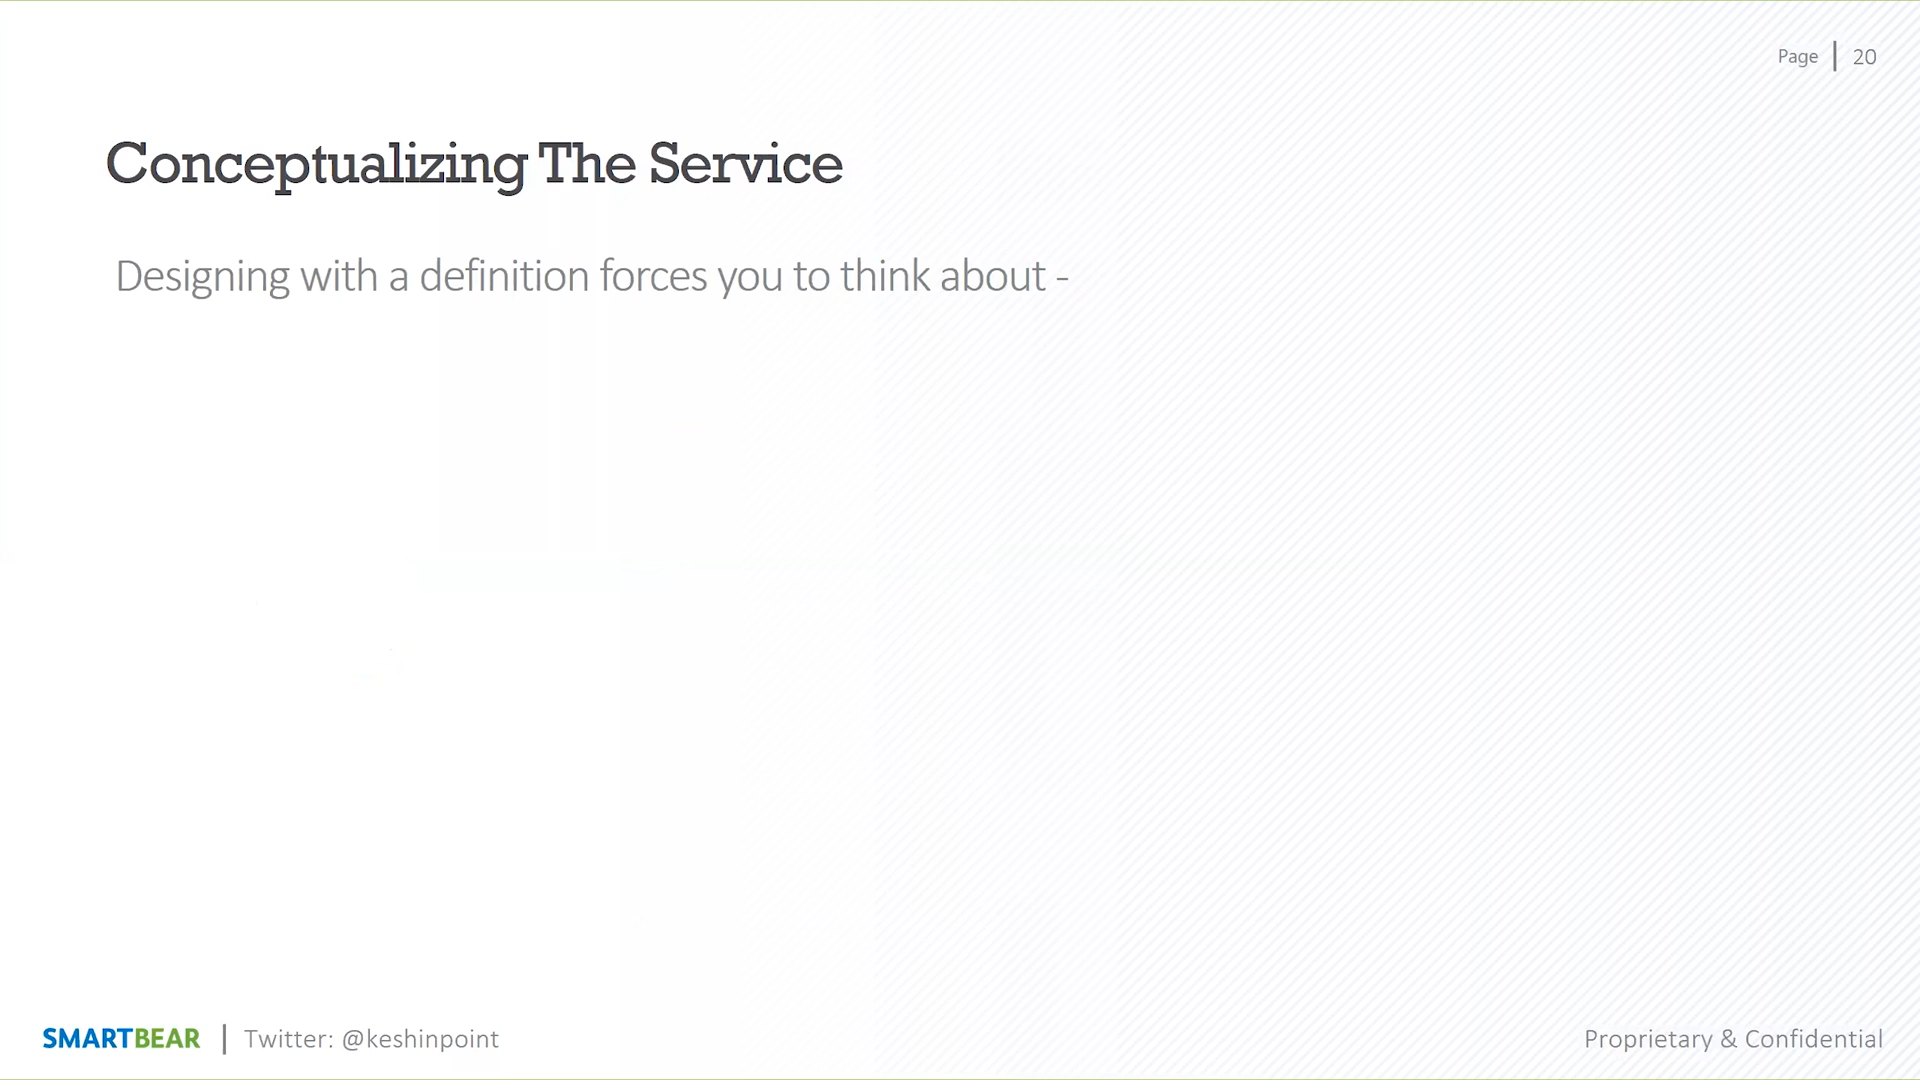 Page | 20
Conceptualizing The Service
Designing with a definition forces you to think about -
SMARTBEAR | Twitter: @keshinpoint
Proprietary & Confidential